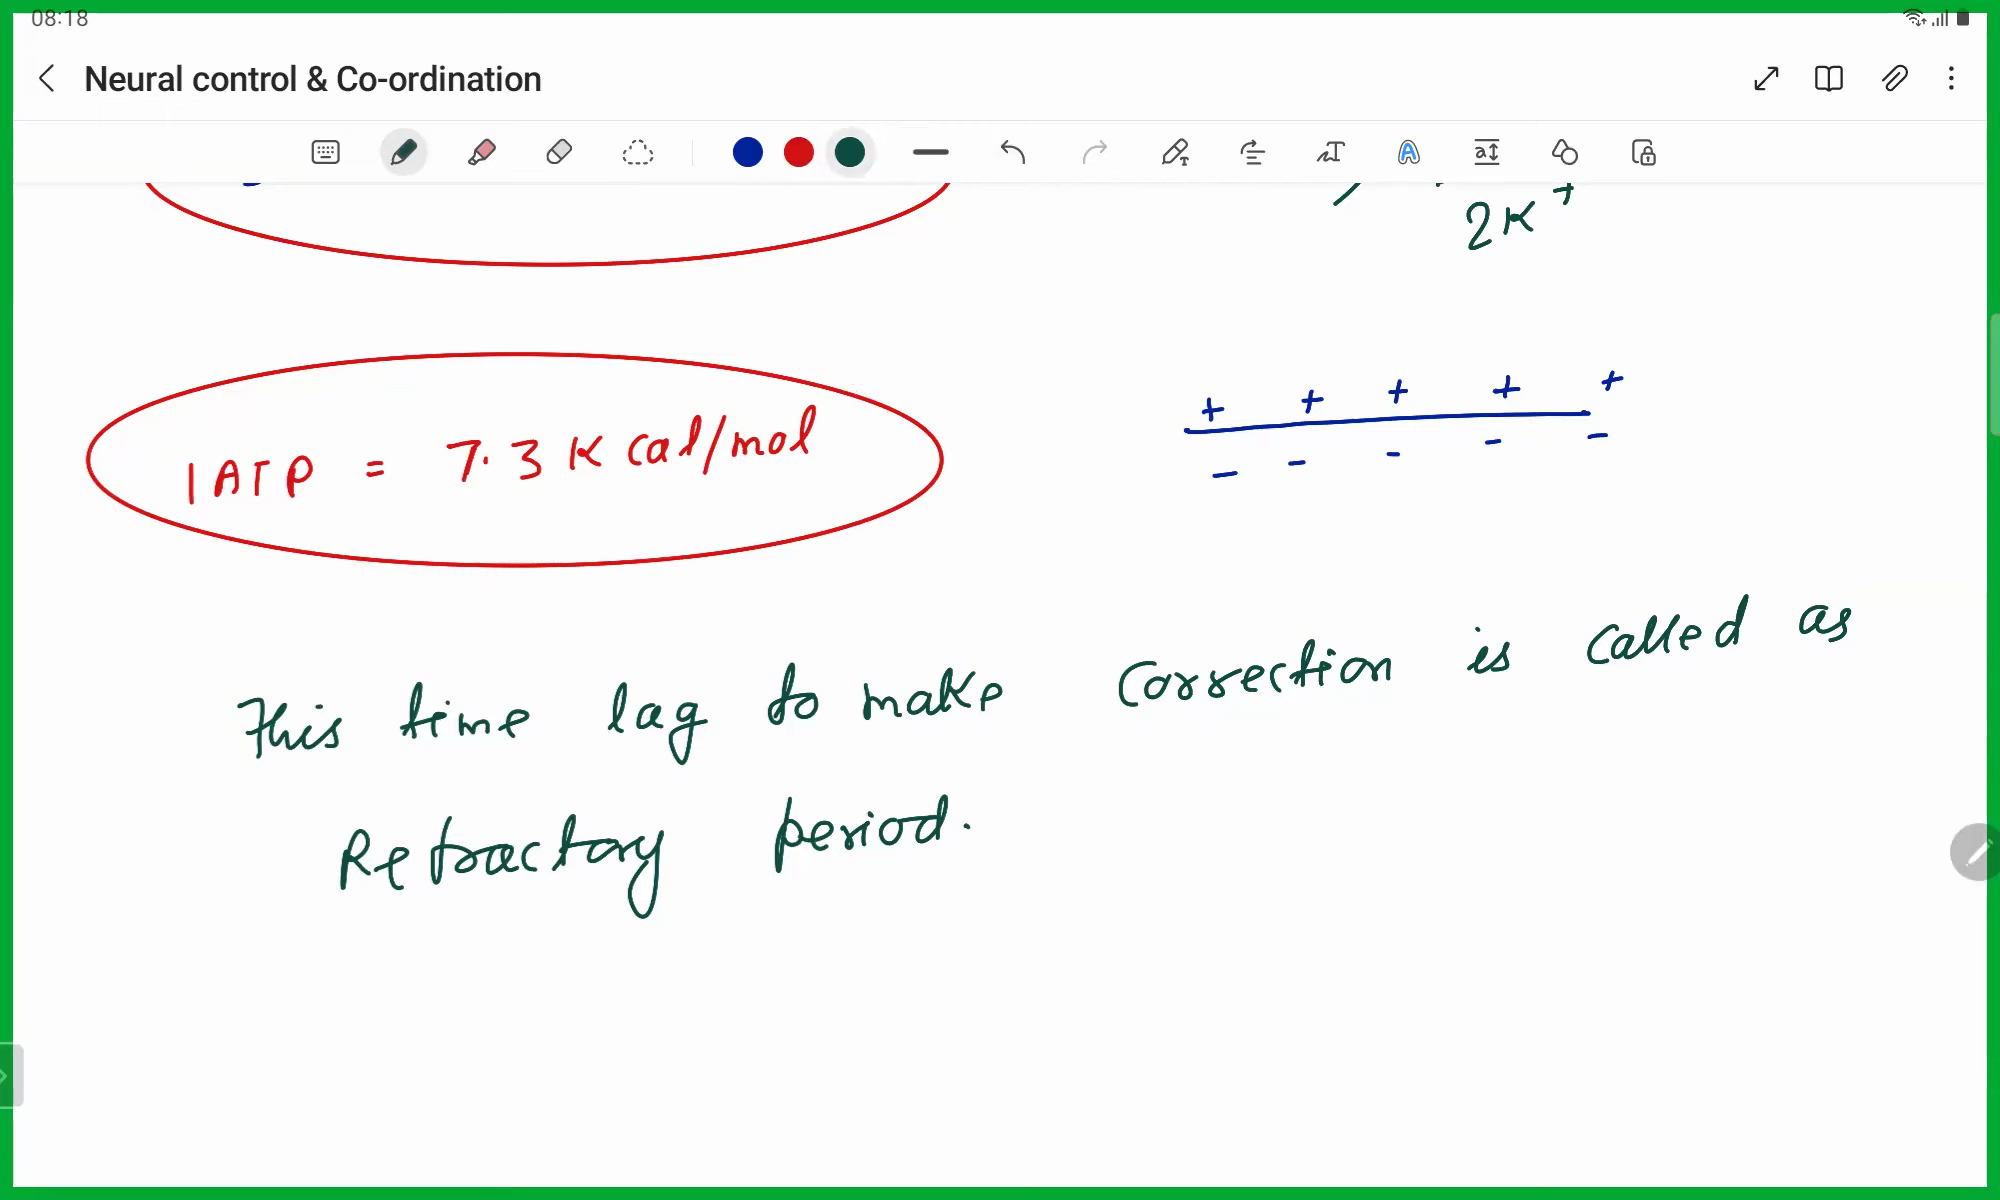 08:18
Neural control & Co-ordination
2K+
+ + + + +
- - - - -
1 ATP = 7.3 K cal/mol
This time lag to make correction is called as
Refractory period.